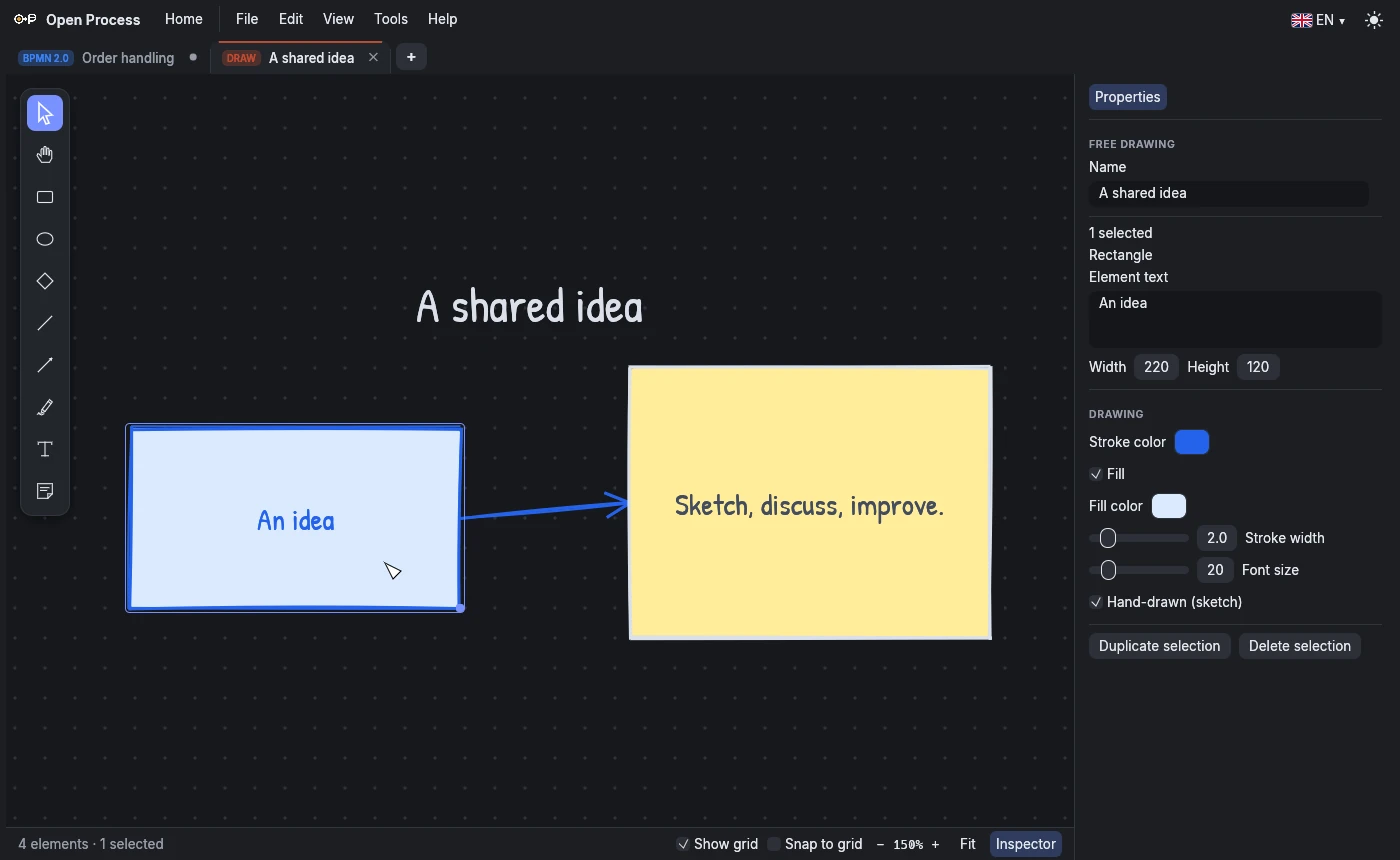 Open Process Home File Edit View Tools Help EN ▾
BPMN 2.0 Order handling DRAW A shared idea × +
A shared idea
An idea
Sketch, discuss, improve.
Properties
FREE DRAWING
Name
A shared idea
1 selected
Rectangle
Element text
An idea
Width 220 Height 120
DRAWING
Stroke color
Fill
Fill color
2.0 Stroke width
20 Font size
Hand-drawn (sketch)
Duplicate selection Delete selection
4 elements · 1 selected Show grid Snap to grid − 150% + Fit Inspector